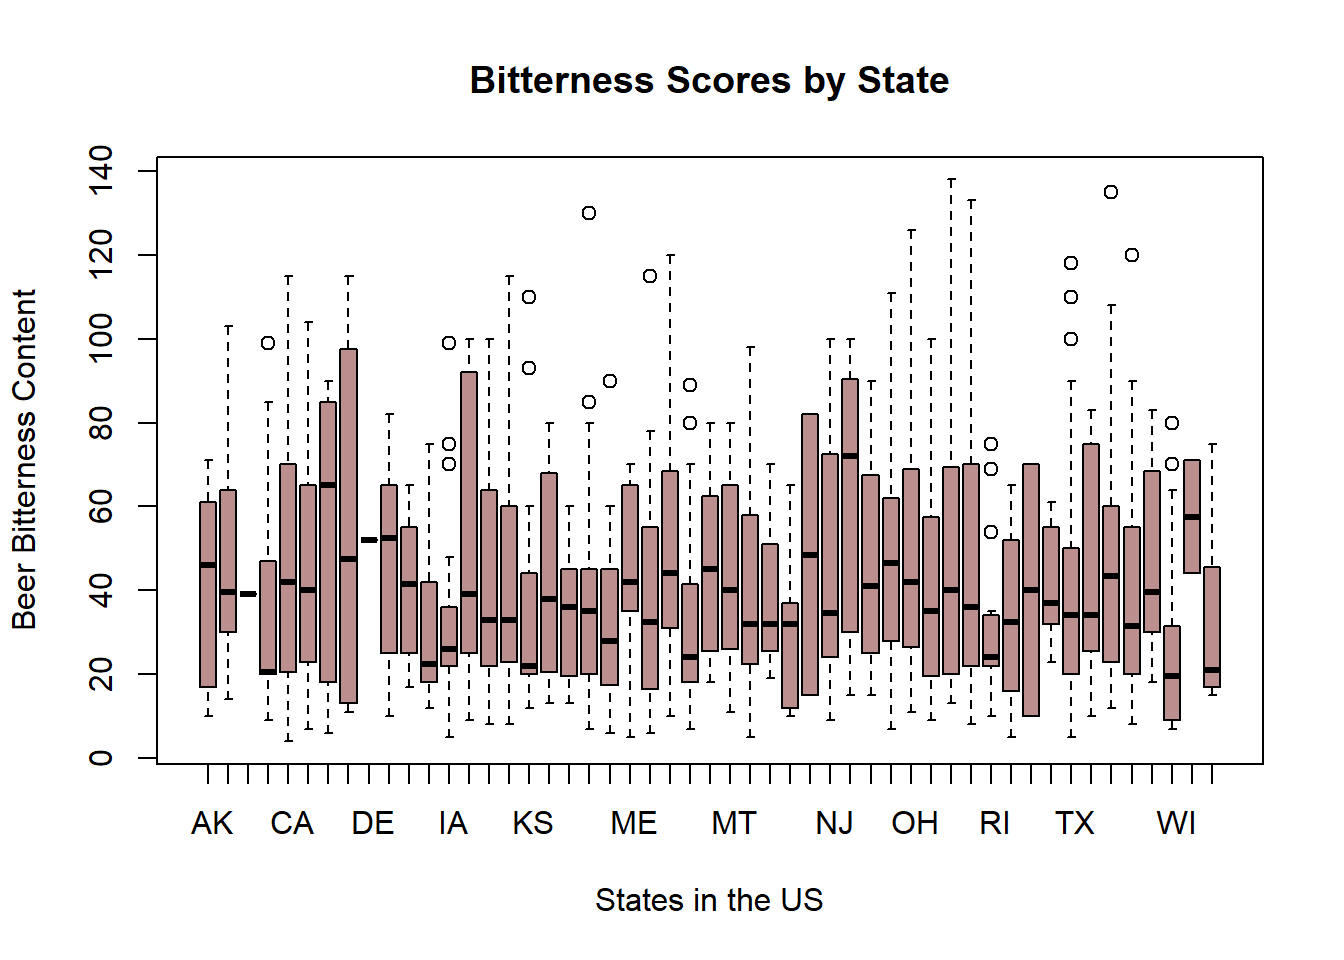 Bitterness Scores by State
Beer Bitterness Content
140
120
100
80
60
40
20
0
AK CA DE IA KS ME MT NJ OH RI TX WI
States in the US